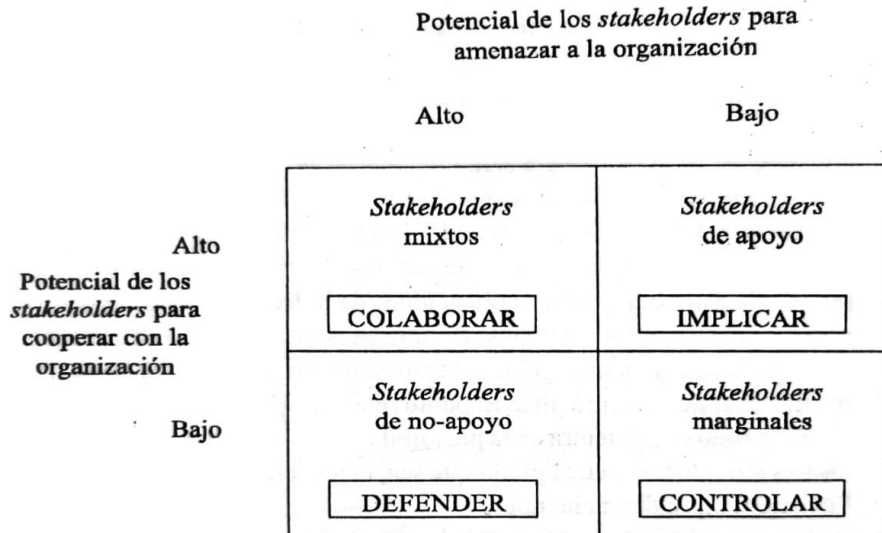 Potencial de los stakeholders para
amenazar a la organización
Alto
Bajo
Stakeholders
mixtos
Stakeholders
de apoyo
Alto
Potencial de los
stakeholders para
cooperar con la
organización
COLABORAR
IMPLICAR
Stakeholders
de no-apoyo
Stakeholders
marginales
Bajo
DEFENDER
CONTROLAR